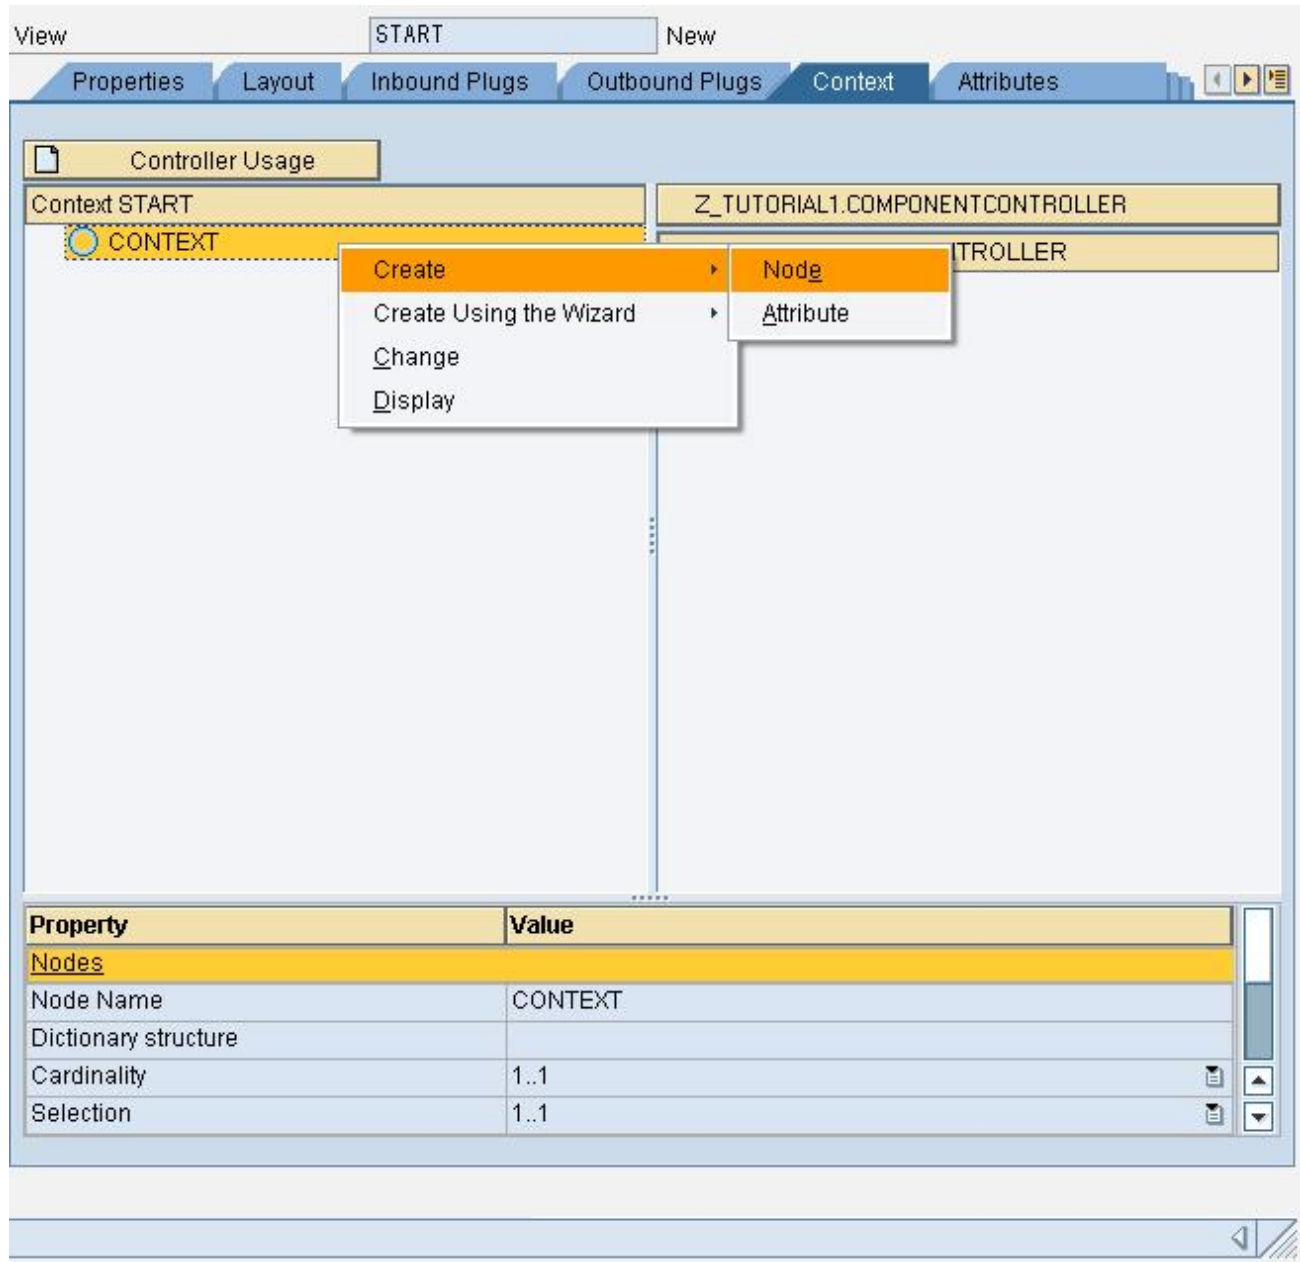 View START New
Properties Layout Inbound Plugs Outbound Plugs Context Attributes
Controller Usage
Context START Z_TUTORIAL1.COMPONENTCONTROLLER
CONTEXT
TROLLER
Create Node
Create Using the Wizard Attribute
Change
Display
Property Value
Nodes
Node Name CONTEXT
Dictionary structure
Cardinality 1..1
Selection 1..1